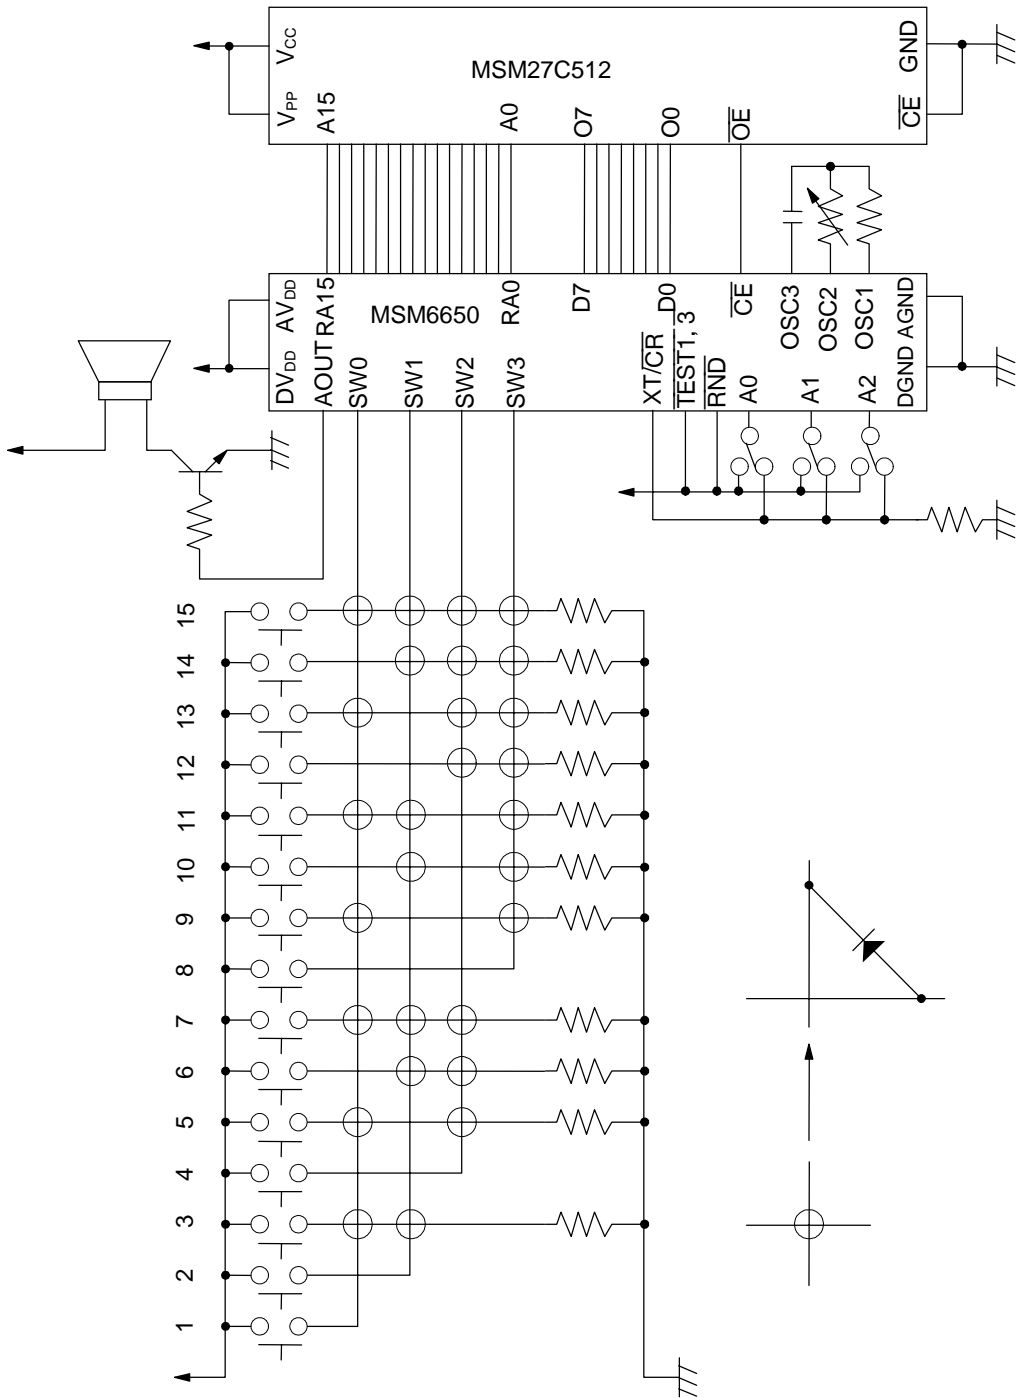 MSM27C512
VCC
VPP
A15
A0
O7
O0
OE
GND
CE
MSM6650
AVDD
DVDD
RA15
AOUT
SW0
SW1
SW2
SW3
RA0
D7
D0
CE
OSC3
OSC2
OSC1
AGND
DGND
XT/CR
TEST1, 3
RND
A0
A1
A2
15
14
13
12
11
10
9
8
7
6
5
4
3
2
1